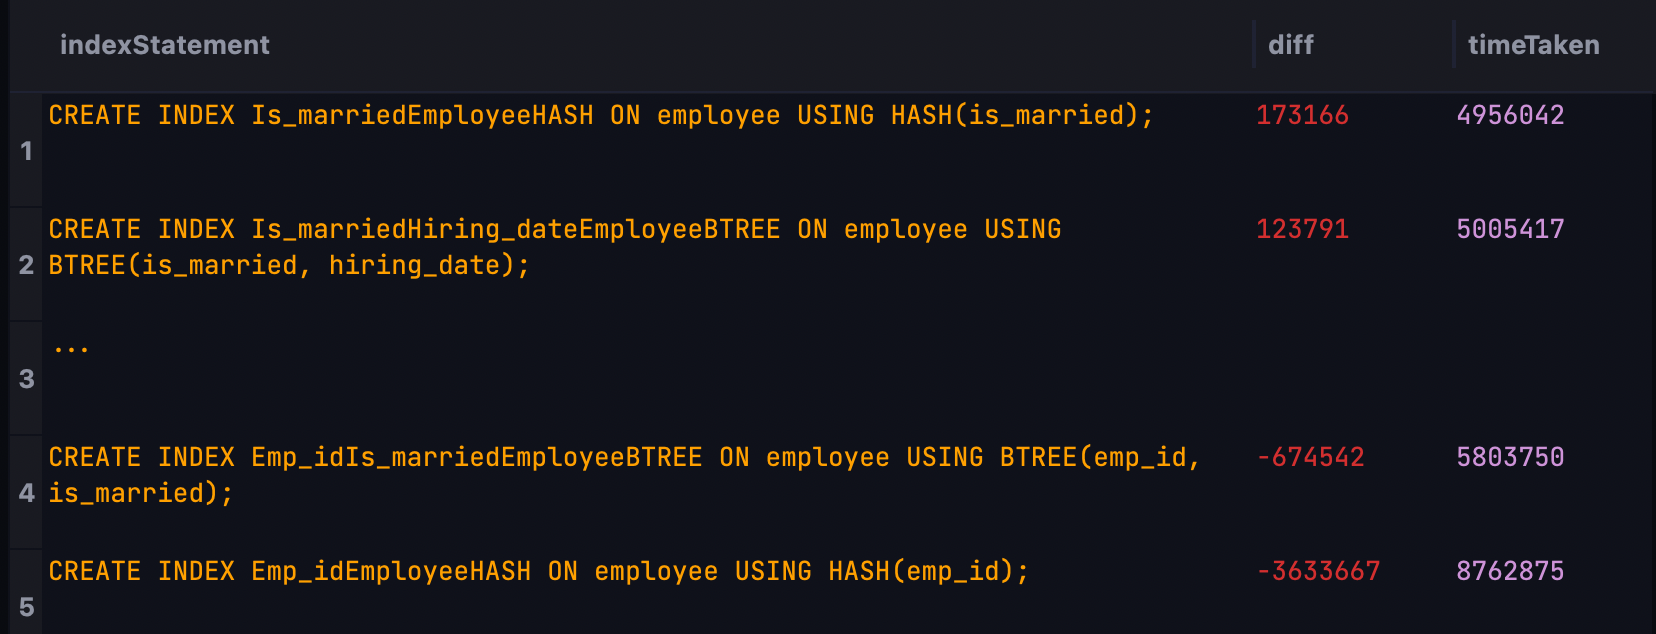 indexStatement diff timeTaken
CREATE INDEX Is_marriedEmployeeHASH ON employee USING HASH(is_married); 173166 4956042
1
CREATE INDEX Is_marriedHiring_dateEmployeeBTREE ON employee USING 123791 5005417
2 BTREE(is_married, hiring_date);
...
3
CREATE INDEX Emp_idIs_marriedEmployeeBTREE ON employee USING BTREE(emp_id, -674542 5803750
4 is_married);
CREATE INDEX Emp_idEmployeeHASH ON employee USING HASH(emp_id); -3633667 8762875
5